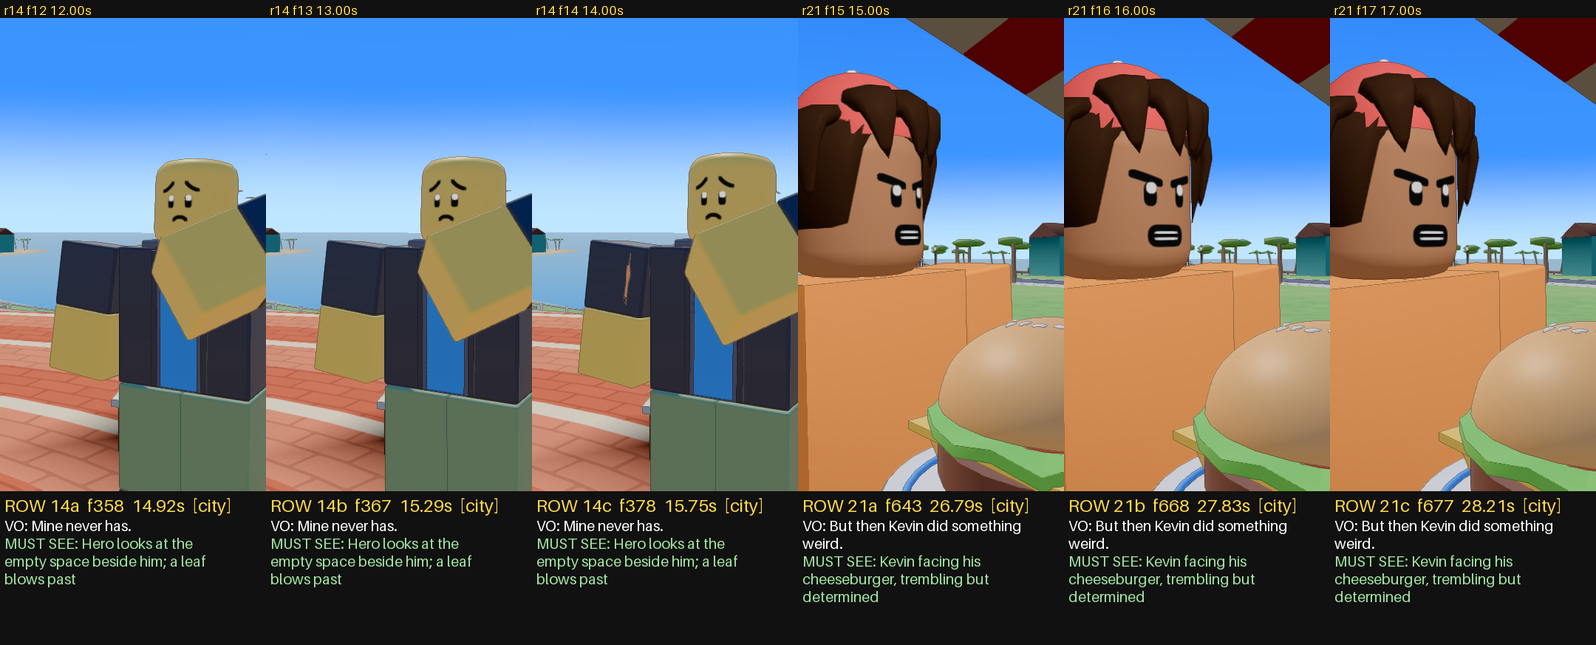 r14 f12 12.00s
r14 f13 13.00s
r14 f14 14.00s
r21 f15 15.00s
r21 f16 16.00s
r21 f17 17.00s
ROW 14a f358 14.92s [city]
VO: Mine never has.
MUST SEE: Hero looks at the
empty space beside him; a leaf
blows past
ROW 14b f367 15.29s [city]
VO: Mine never has.
MUST SEE: Hero looks at the
empty space beside him; a leaf
blows past
ROW 14c f378 15.75s [city]
VO: Mine never has.
MUST SEE: Hero looks at the
empty space beside him; a leaf
blows past
ROW 21a f643 26.79s [city]
VO: But then Kevin did something
weird.
MUST SEE: Kevin facing his
cheeseburger, trembling but
determined
ROW 21b f668 27.83s [city]
VO: But then Kevin did something
weird.
MUST SEE: Kevin facing his
cheeseburger, trembling but
determined
ROW 21c f677 28.21s [city]
VO: But then Kevin did something
weird.
MUST SEE: Kevin facing his
cheeseburger, trembling but
determined